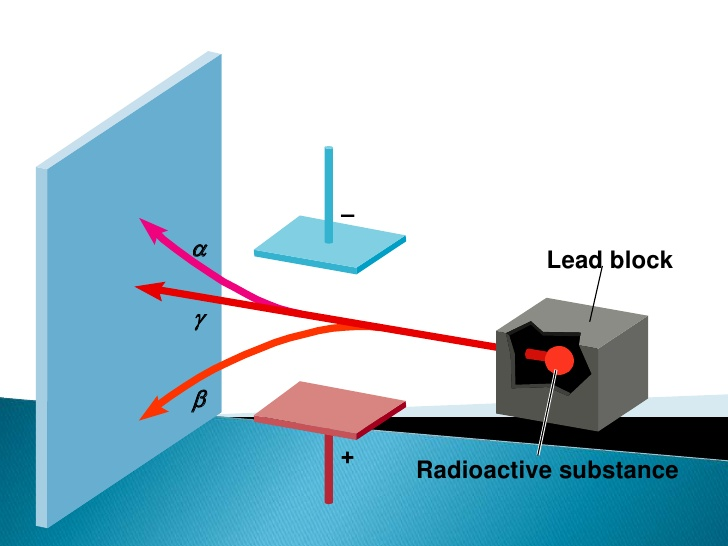 –
α
Lead block
γ
β
+
Radioactive substance